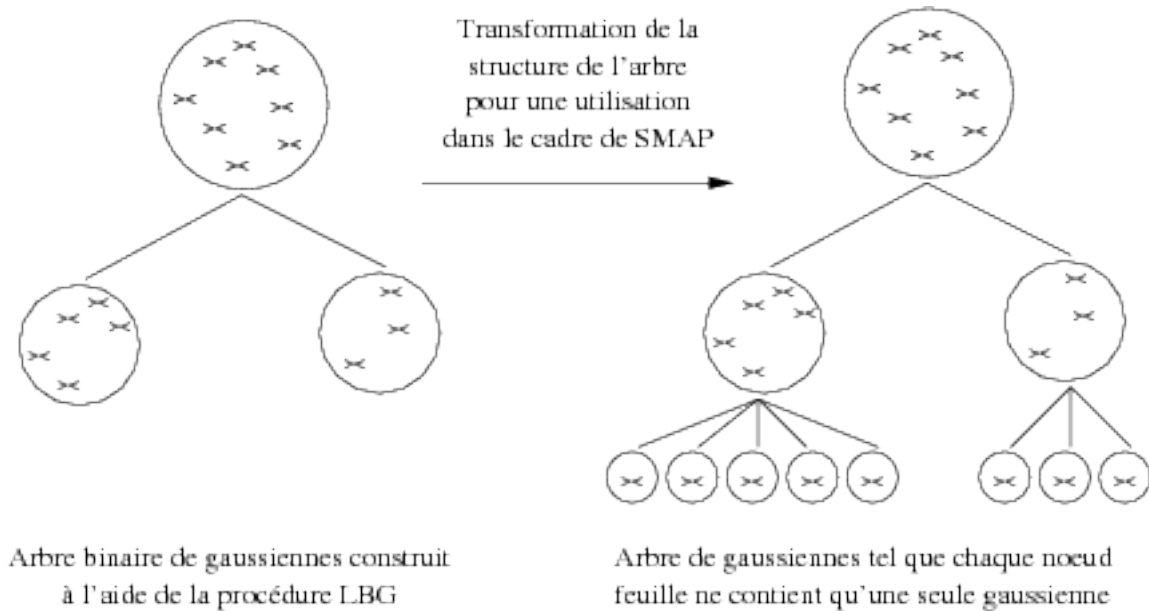 Transformation de la
structure de l'arbre
pour une utilisation
dans le cadre de SMAP
Arbre binaire de gaussiennes construit
à l'aide de la procédure LBG
Arbre de gaussiennes tel que chaque noeud
feuille ne contient qu'une seule gaussienne